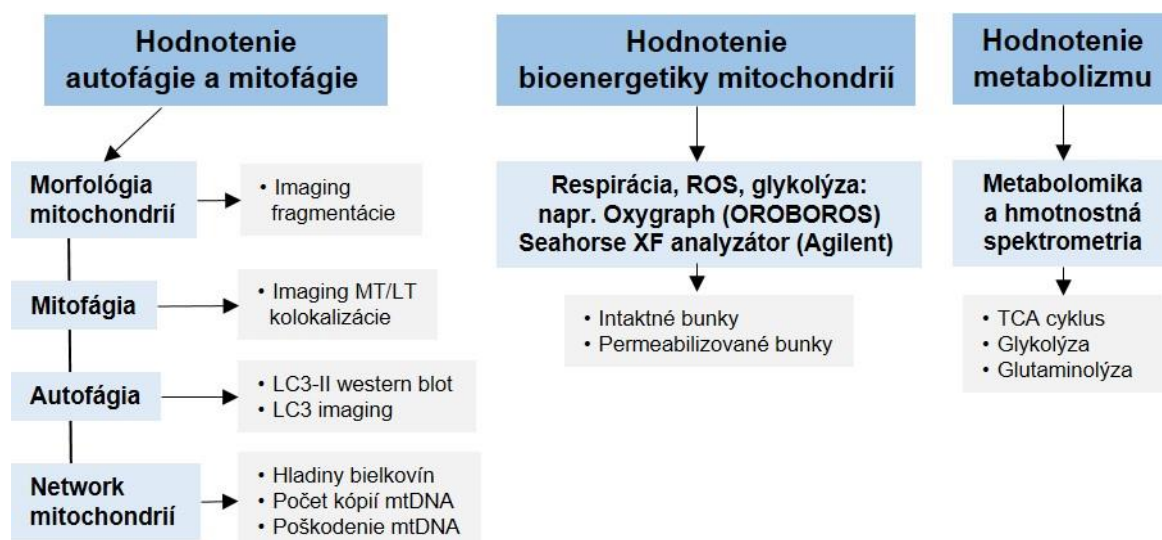 Hodnotenie
autofágie a mitofágie
Morfológia
mitochondrií
• Imaging
fragmentácie
Mitofágia
• Imaging MT/LT
kolokalizácie
Autofágia
• LC3-II western blot
• LC3 imaging
Network
mitochondrií
• Hladiny bielkovín
• Počet kópií mtDNA
• Poškodenie mtDNA
Hodnotenie
bioenergetiky mitochondrií
Respirácia, ROS, glykolýza:
napr. Oxygraph (OROBOROS)
Seahorse XF analyzátor (Agilent)
• Intaktné bunky
• Permeabilizované bunky
Hodnotenie
metabolizmu
Metabolomika
a hmotnostná
spektrometria
• TCA cyklus
• Glykolýza
• Glutaminolýza